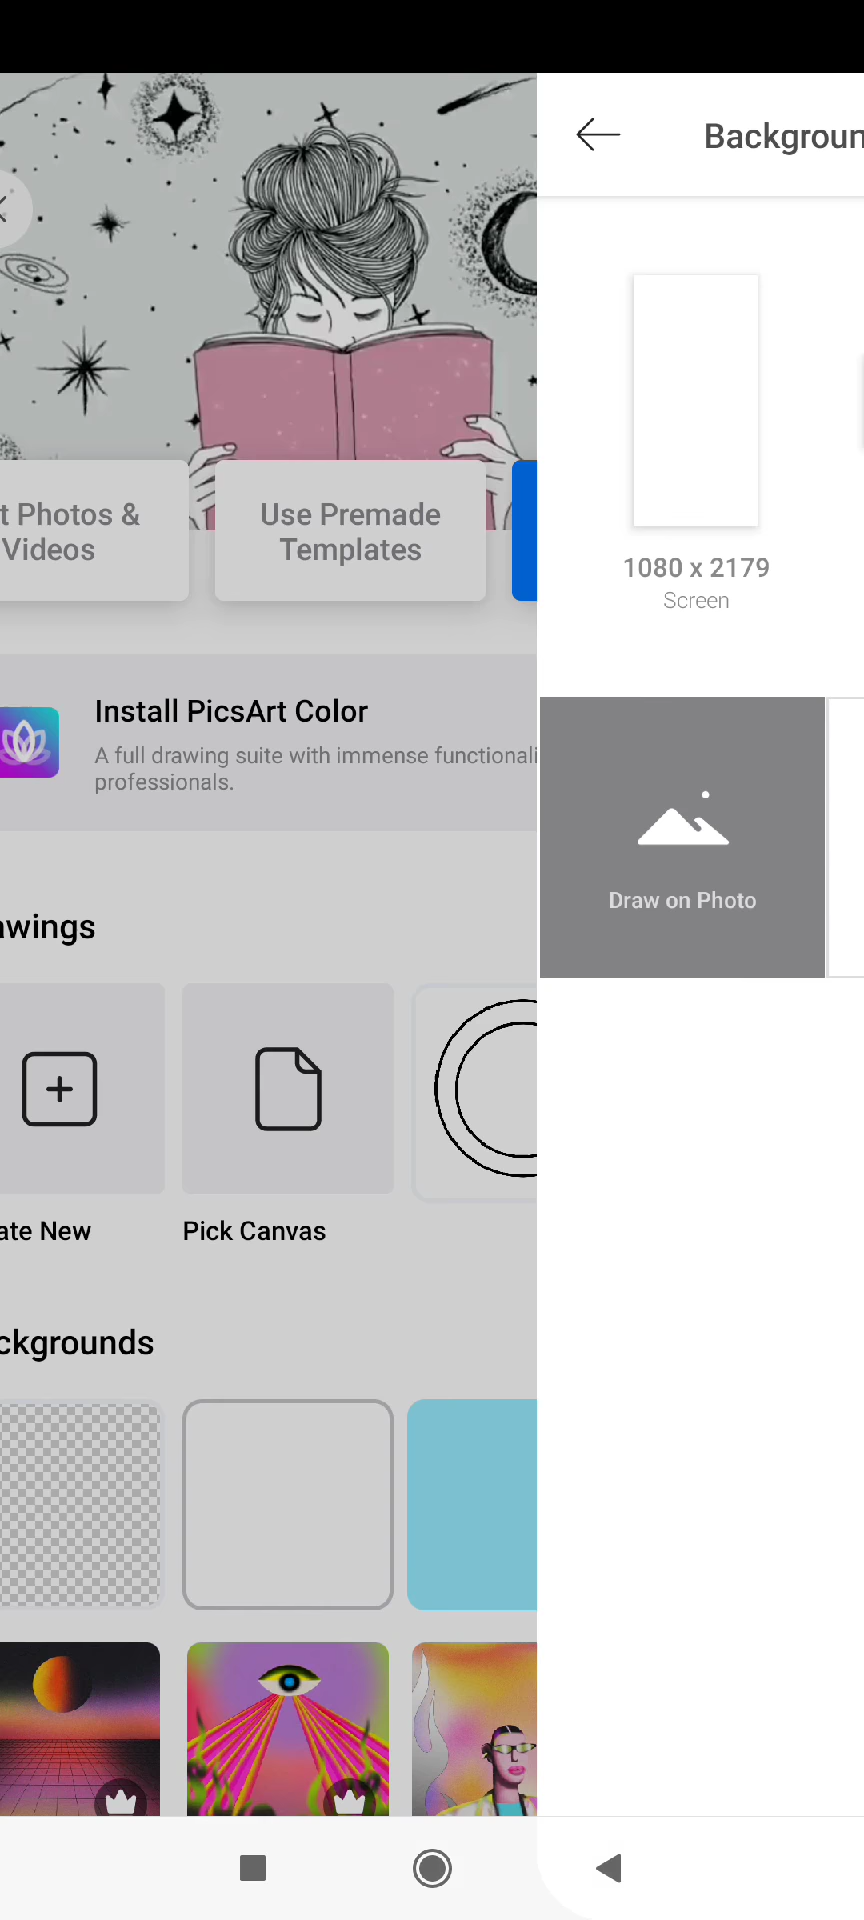 t Photos &
Videos
Use Premade
Templates
Install PicsArt Color
A full drawing suite with immense functionali
professionals.
awings
ate New
Pick Canvas
ckgrounds
Backgroun
1080 x 2179
Screen
Draw on Photo